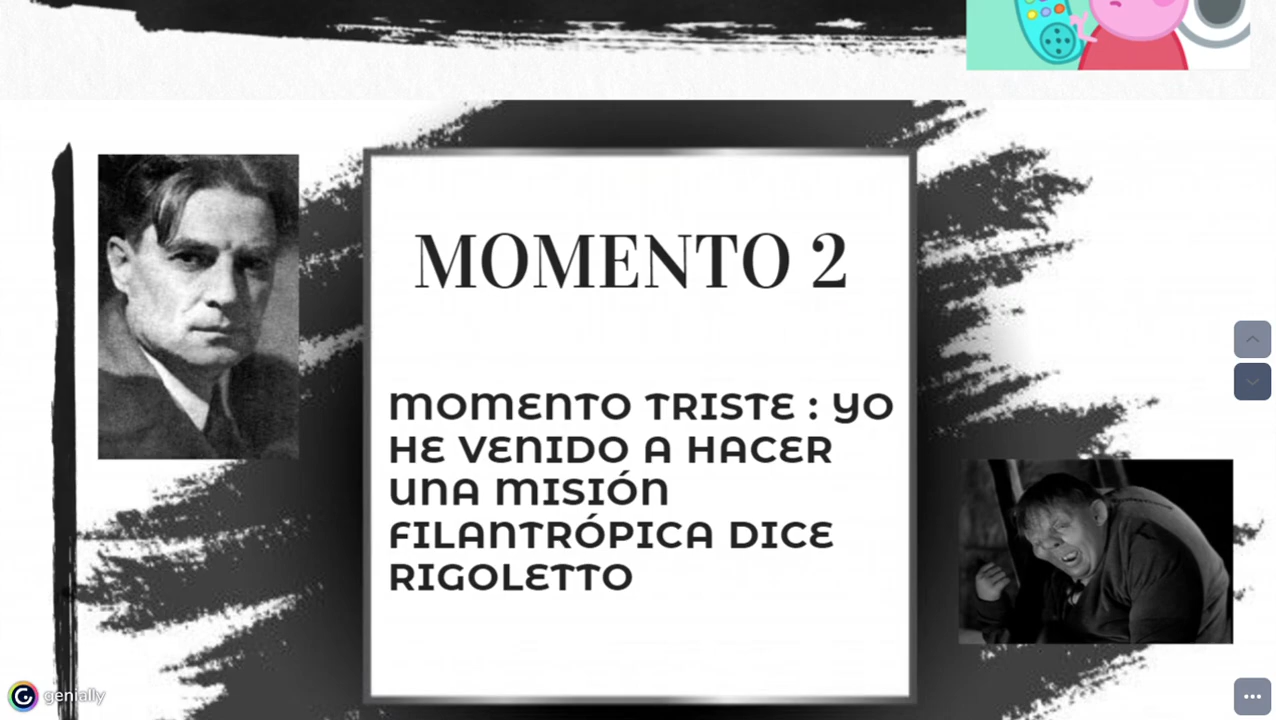 MOMENTO 2
MOMENTO TRISTE : YO
HE VENIDO A HACER
UNA MISIÓN
FILANTRÓPICA DICE
RIGOLETTO
genially